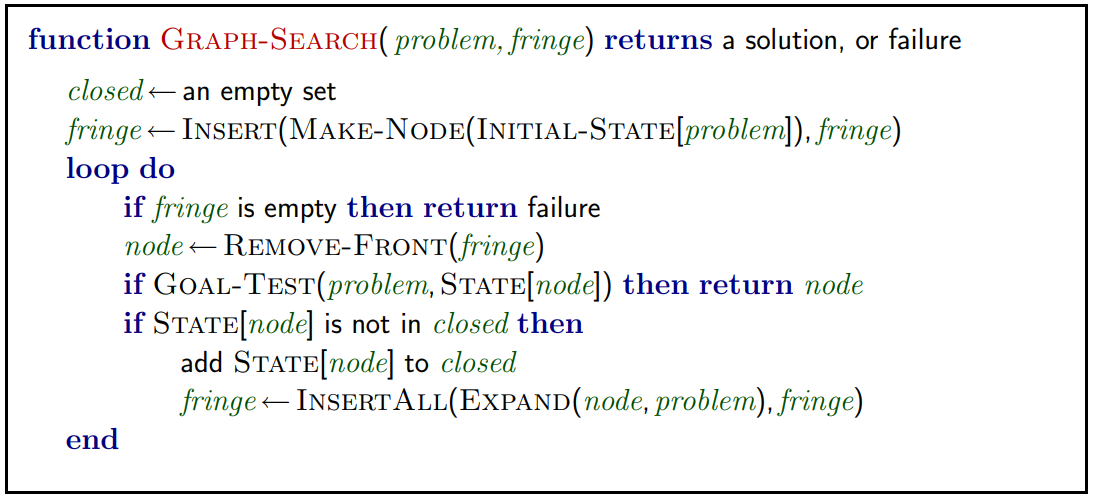 function GRAPH-SEARCH( problem, fringe) returns a solution, or failure
closed ← an empty set
fringe ← INSERT(MAKE-NODE(INITIAL-STATE[problem]), fringe)
loop do
if fringe is empty then return failure
node ← REMOVE-FRONT(fringe)
if GOAL-TEST(problem, STATE[node]) then return node
if STATE[node] is not in closed then
add STATE[node] to closed
fringe ← INSERTALL(EXPAND(node, problem), fringe)
end